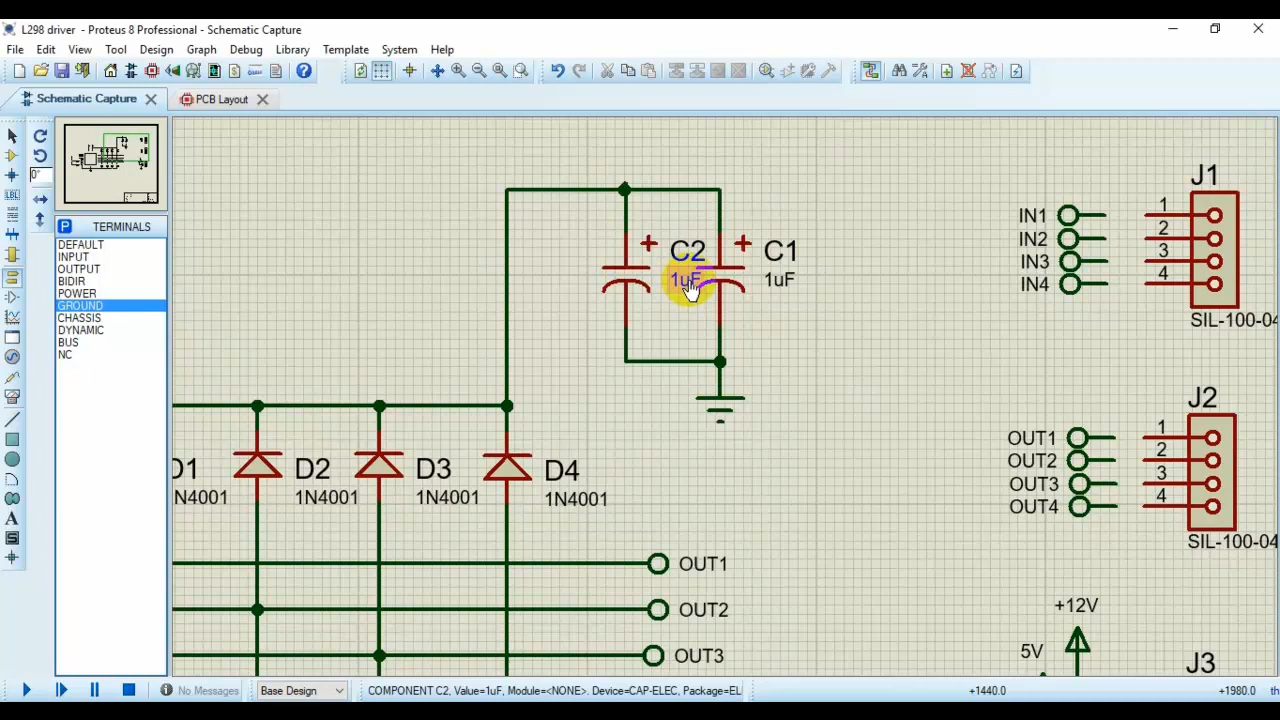 L298 driver - Proteus 8 Professional - Schematic Capture
File Edit View Tool Design Graph Debug Library Template System Help
Schematic Capture
PCB Layout
0°
LBL
P TERMINALS
DEFAULT
INPUT
OUTPUT
BIDIR
POWER
GROUND
CHASSIS
DYNAMIC
BUS
NC
A
S
C2
1uF
C1
1uF
J1
IN1 1
IN2 2
IN3 3
IN4 4
SIL-100-04
J2
OUT1 1
OUT2 2
OUT3 3
OUT4 4
SIL-100-04
D1
1N4001
D2
1N4001
D3
1N4001
D4
1N4001
OUT1
OUT2
OUT3
+12V
5V
J3
No Messages
Base Design
COMPONENT C2, Value=1uF, Module=<NONE>. Device=CAP-ELEC, Package=EL
+1440.0
+1980.0
th